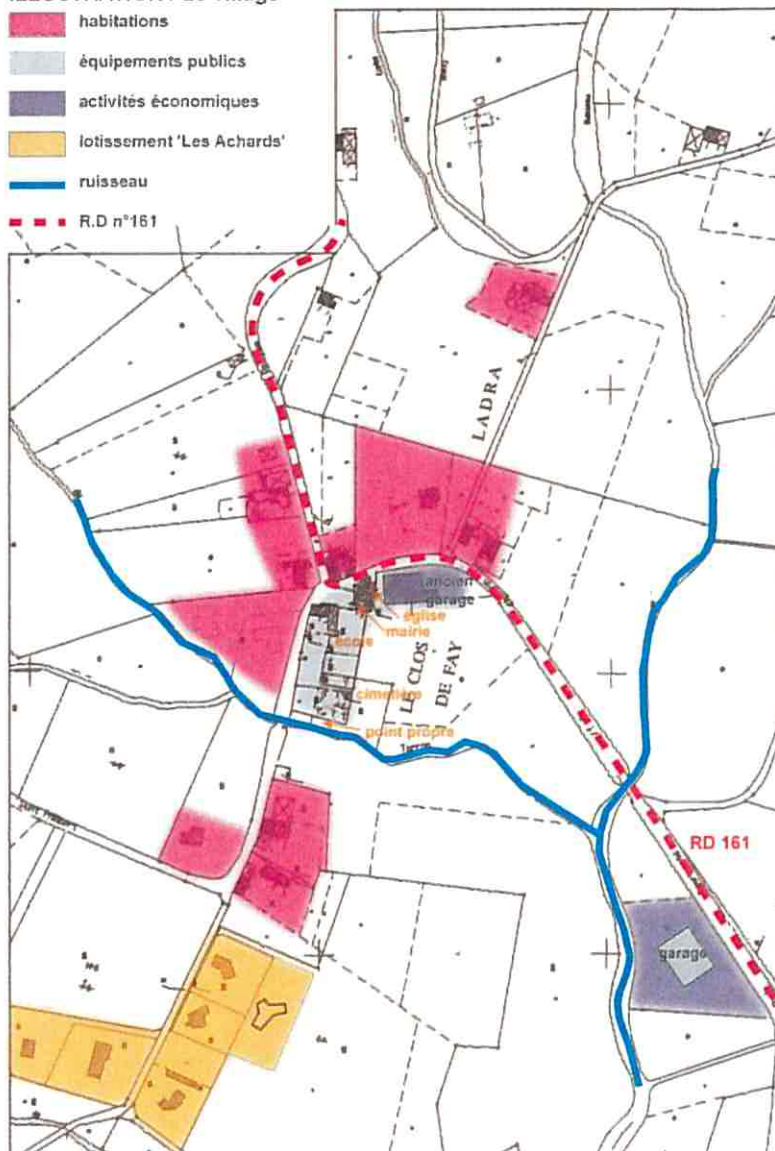 habitations
équipements publics
activités économiques
lotissement 'Les Achards'
ruisseau
R.D n°161
LADRA
ancien
garage
église
mairie
école
LE CLOS
DE FAY
cimetière
point propre
RD 161
garage